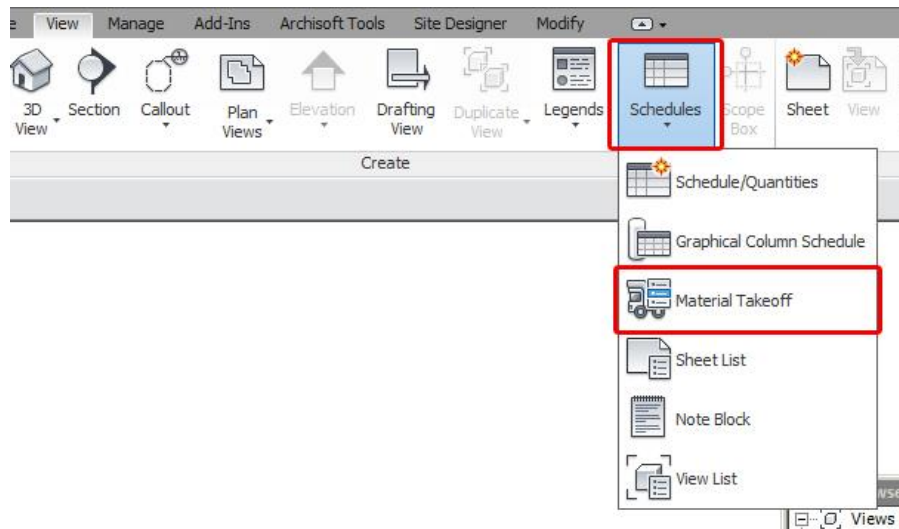 View Manage Add-Ins Archisoft Tools Site Designer Modify
3D View
Section
Callout
Plan Views
Elevation
Drafting View
Duplicate View
Legends
Schedules
Scope Box
Sheet
View
Create
Schedule/Quantities
Graphical Column Schedule
Material Takeoff
Sheet List
Note Block
View List
Views